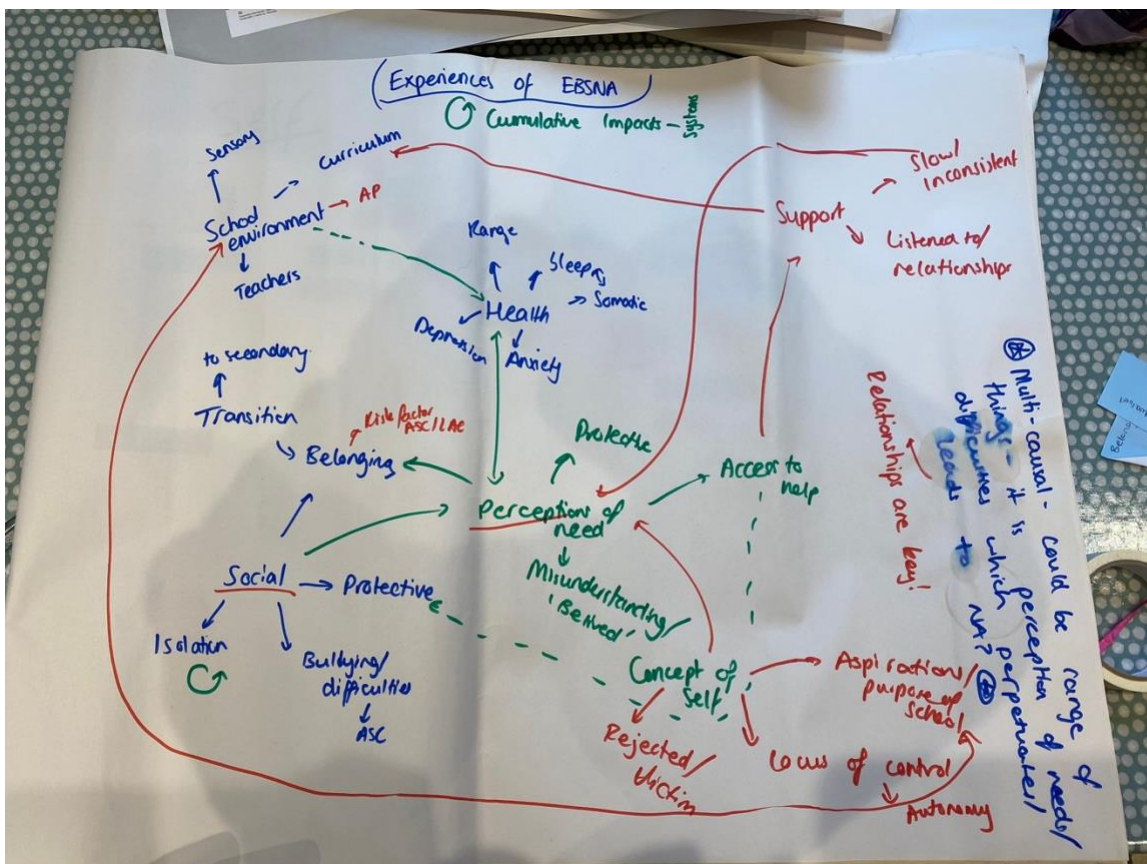 Experiences of EBSNA
Cumulative Impacts - Systems
Sensory
Curriculum
School
environment
AP
Teachers
Support
Slow/
inconsistent
Listened to/
relationships
Range
Sleep
Somatic
Health
Depression
Anxiety
to secondary
Transition
Risk factor
ASC/LAC
Belonging
Protective
Perceptions of
need
Access to
help
Misunderstanding/
Social
Protective
Isolation
Bullying/
difficulties
ASC
Concept of
self
Rejected/
Victim
Aspirations/
purpose of
school
Locus of control
Autonomy
Relationships are key!
Multi-causal - could be range of
things - it is perception of needs/
difficulties which perpetuates/
leads to NA?